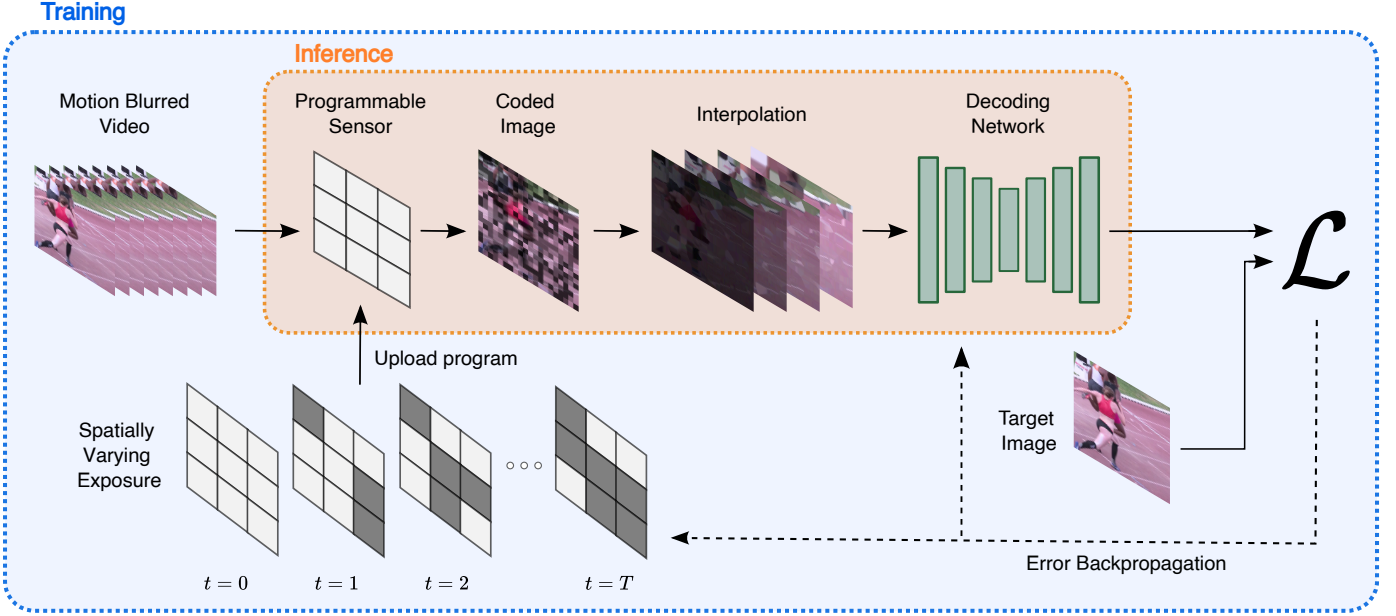 Training
Inference
Motion Blurred
Video
Programmable
Sensor
Coded
Image
Interpolation
Decoding
Network
ℒ
Upload program
Spatially
Varying
Exposure
Target
Image
Error Backpropagation
t = 0
t = 1
t = 2
t = T